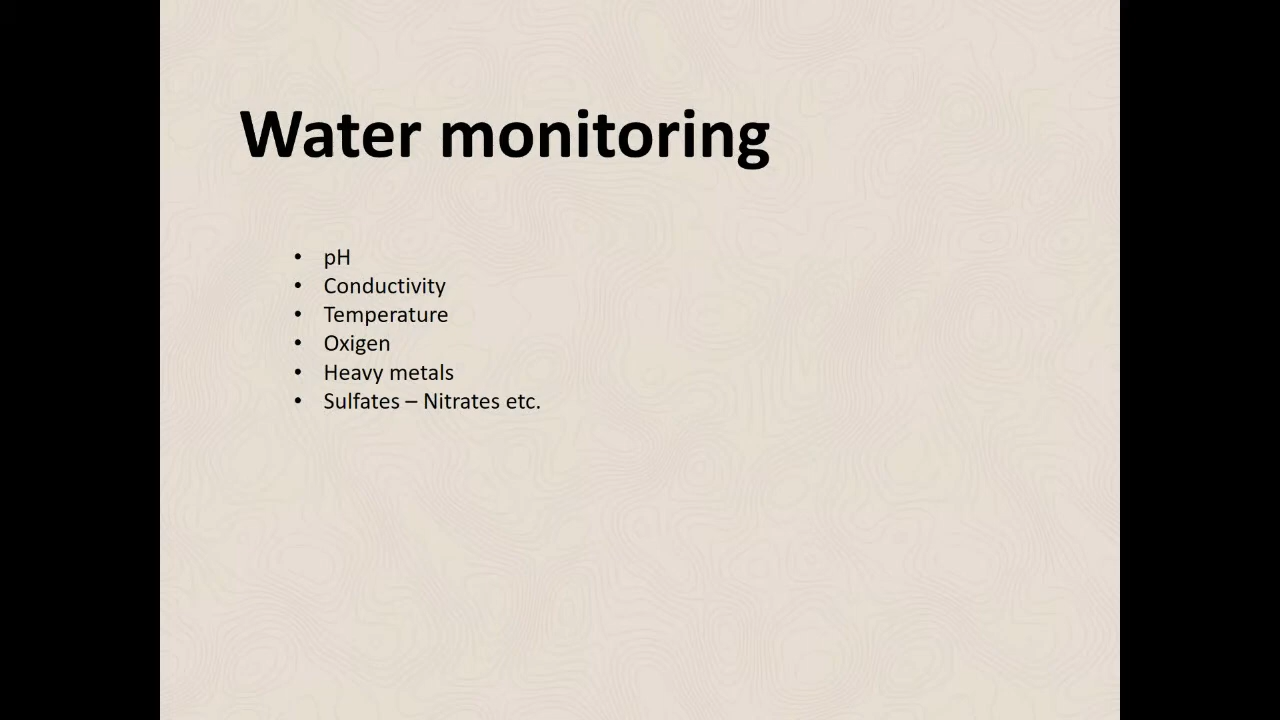 Water monitoring
• pH
• Conductivity
• Temperature
• Oxigen
• Heavy metals
• Sulfates – Nitrates etc.